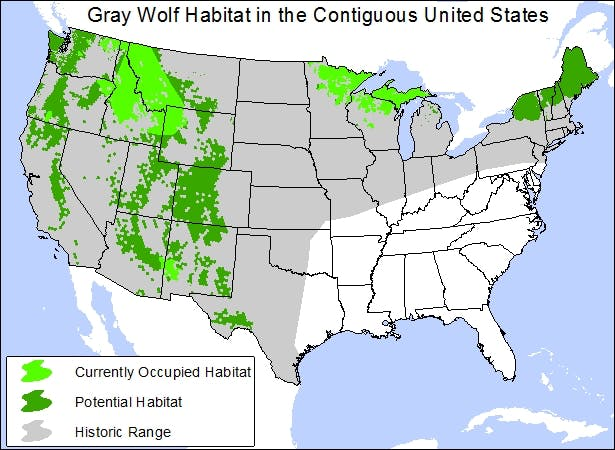 Gray Wolf Habitat in the Contiguous United States
Currently Occupied Habitat
Potential Habitat
Historic Range